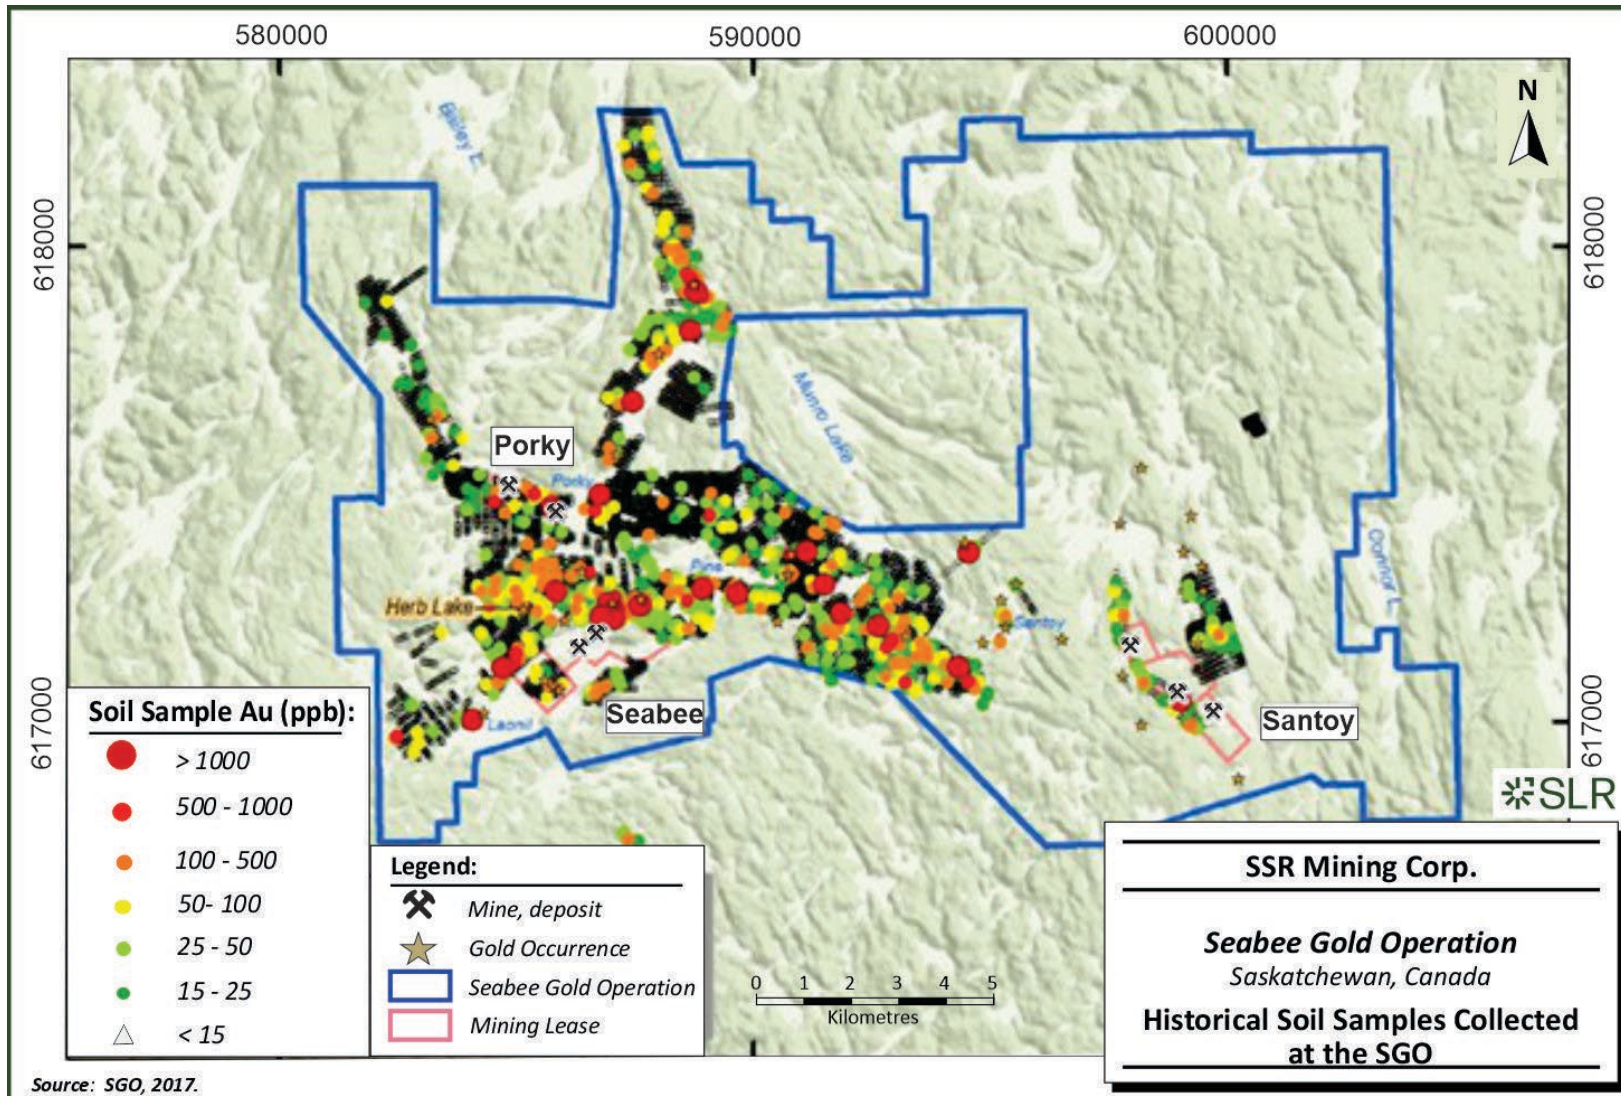 580000
590000
600000
N
Bailey L.
618000
618000
Munro Lake
Porky
Porky
Connor L.
Pine
Herb Lake
Santoy
617000
617000
Seabee
Santoy
Laonil
Soil Sample Au (ppb):
> 1000
500 - 1000
100 - 500
50- 100
25 - 50
15 - 25
< 15
Legend:
Mine, deposit
Gold Occurrence
Seabee Gold Operation
Mining Lease
0 1 2 3 4 5
Kilometres
SLR
SSR Mining Corp.
Seabee Gold Operation
Saskatchewan, Canada
Historical Soil Samples Collected
at the SGO
Source: SGO, 2017.